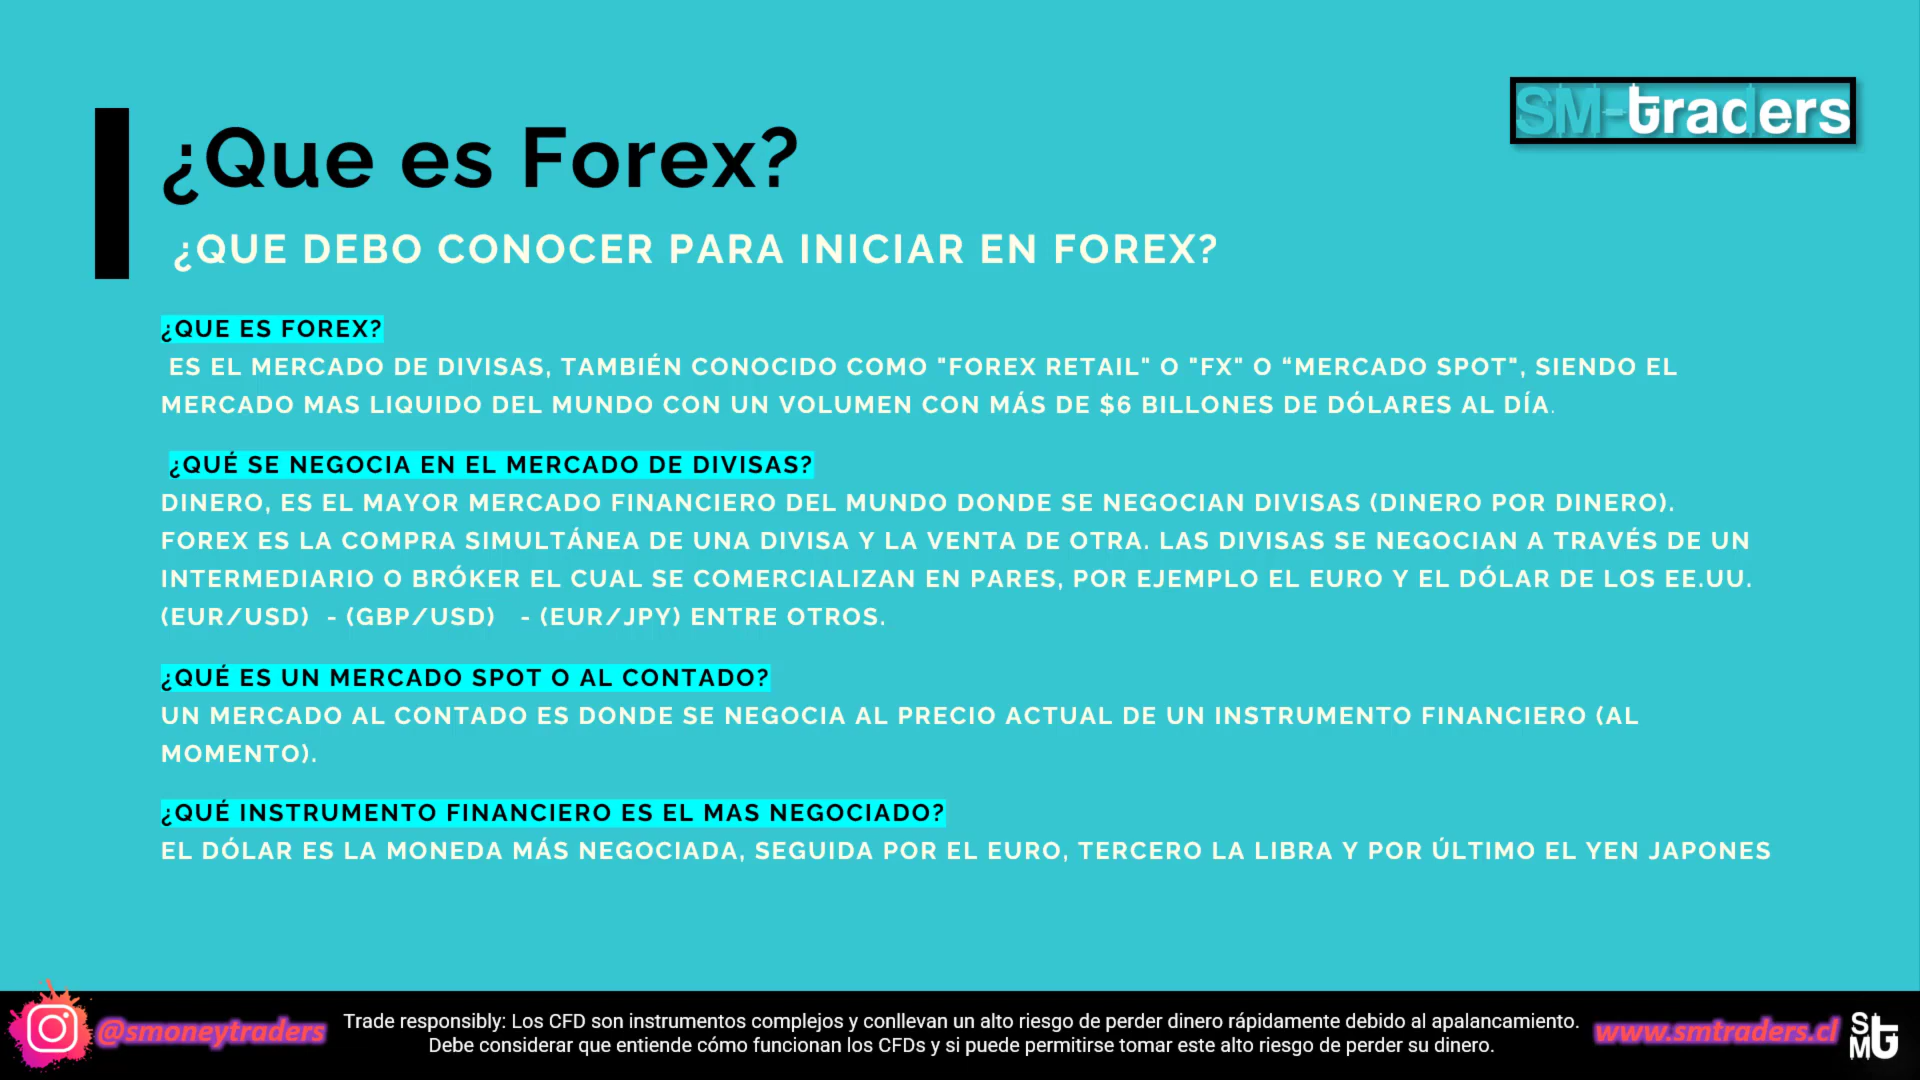 SM-traders
¿Que es Forex?
¿QUE DEBO CONOCER PARA INICIAR EN FOREX?
¿QUE ES FOREX?
ES EL MERCADO DE DIVISAS, TAMBIÉN CONOCIDO COMO "FOREX RETAIL" O "FX" O “MERCADO SPOT", SIENDO EL
MERCADO MAS LIQUIDO DEL MUNDO CON UN VOLUMEN CON MÁS DE $6 BILLONES DE DÓLARES AL DÍA.
¿QUÉ SE NEGOCIA EN EL MERCADO DE DIVISAS?
DINERO, ES EL MAYOR MERCADO FINANCIERO DEL MUNDO DONDE SE NEGOCIAN DIVISAS (DINERO POR DINERO).
FOREX ES LA COMPRA SIMULTÁNEA DE UNA DIVISA Y LA VENTA DE OTRA. LAS DIVISAS SE NEGOCIAN A TRAVÉS DE UN
INTERMEDIARIO O BRÓKER EL CUAL SE COMERCIALIZAN EN PARES, POR EJEMPLO EL EURO Y EL DÓLAR DE LOS EE.UU.
(EUR/USD) - (GBP/USD) - (EUR/JPY) ENTRE OTROS.
¿QUÉ ES UN MERCADO SPOT O AL CONTADO?
UN MERCADO AL CONTADO ES DONDE SE NEGOCIA AL PRECIO ACTUAL DE UN INSTRUMENTO FINANCIERO (AL
MOMENTO).
¿QUÉ INSTRUMENTO FINANCIERO ES EL MAS NEGOCIADO?
EL DÓLAR ES LA MONEDA MÁS NEGOCIADA, SEGUIDA POR EL EURO, TERCERO LA LIBRA Y POR ÚLTIMO EL YEN JAPONES
@smoneytraders
Trade responsibly: Los CFD son instrumentos complejos y conllevan un alto riesgo de perder dinero rápidamente debido al apalancamiento.
Debe considerar que entiende cómo funcionan los CFDs y si puede permitirse tomar este alto riesgo de perder su dinero.
www.smtraders.cl
SMt